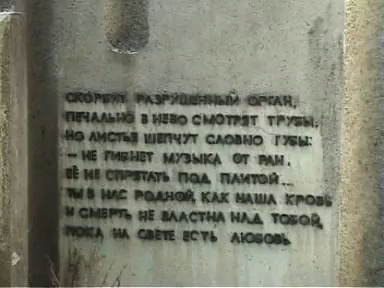 СКОРБИТ РАЗРУШЕННЫЙ ОРГАН,
ПЕЧАЛЬНО В НЕБО СМОТРЯТ ТРУБЫ,
НО ЛИСТЬЯ ШЕПЧУТ СЛОВНО ГУБЫ:
– НЕ ГИБНЕТ МУЗЫКА ОТ РАН,
ЕЁ НЕ СПРЯТАТЬ ПОД ПЛИТОЙ...
ТЫ В НАС РОДНОЙ, КАК НАША КРОВЬ
И СМЕРТЬ НЕ ВЛАСТНА НАД ТОБОЙ,
ПОКА НА СВЕТЕ ЕСТЬ ЛЮБОВЬ